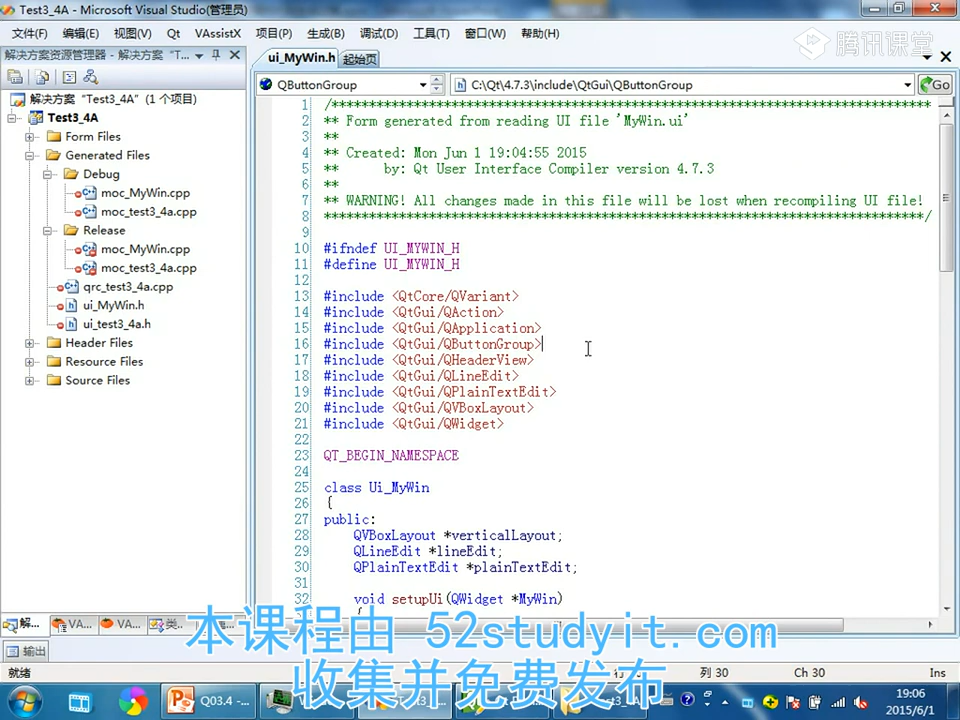 Test3_4A - Microsoft Visual Studio(管理员)
文件(F) 编辑(E) 视图(V) Qt VAssistX 项目(P) 生成(B) 调试(D) 工具(T) 窗口(W) 帮助(H)
腾讯课堂
解决方案资源管理器 - 解决方案 "T...
ui_MyWin.h 起始页
QButtonGroup
C:\Qt\4.7.3\include\QtGui\QButtonGroup
Go
解决方案 "Test3_4A" (1 个项目)
Test3_4A
Form Files
Generated Files
Debug
moc_MyWin.cpp
moc_test3_4a.cpp
Release
moc_MyWin.cpp
moc_test3_4a.cpp
qrc_test3_4a.cpp
ui_MyWin.h
ui_test3_4a.h
Header Files
Resource Files
Source Files
1 /********************************************************************************
2 ** Form generated from reading UI file 'MyWin.ui'
3 **
4 ** Created: Mon Jun 1 19:04:55 2015
5 ** by: Qt User Interface Compiler version 4.7.3
6 **
7 ** WARNING! All changes made in this file will be lost when recompiling UI file!
8 ********************************************************************************/
9
10 #ifndef UI_MYWIN_H
11 #define UI_MYWIN_H
12
13 #include <QtCore/QVariant>
14 #include <QtGui/QAction>
15 #include <QtGui/QApplication>
16 #include <QtGui/QButtonGroup>
17 #include <QtGui/QHeaderView>
18 #include <QtGui/QLineEdit>
19 #include <QtGui/QPlainTextEdit>
20 #include <QtGui/QVBoxLayout>
21 #include <QtGui/QWidget>
22
23 QT_BEGIN_NAMESPACE
24
25 class Ui_MyWin
26 {
27 public:
28 QVBoxLayout *verticalLayout;
29 QLineEdit *lineEdit;
30 QPlainTextEdit *plainTextEdit;
31
32 void setupUi(QWidget *MyWin)
{
解... VA... VA... 类...
本课程由 52studyit.com
收集并免费发布
输出
就绪
列 30
Ch 30
Ins
Q03.4 -
19:06
2015/6/1